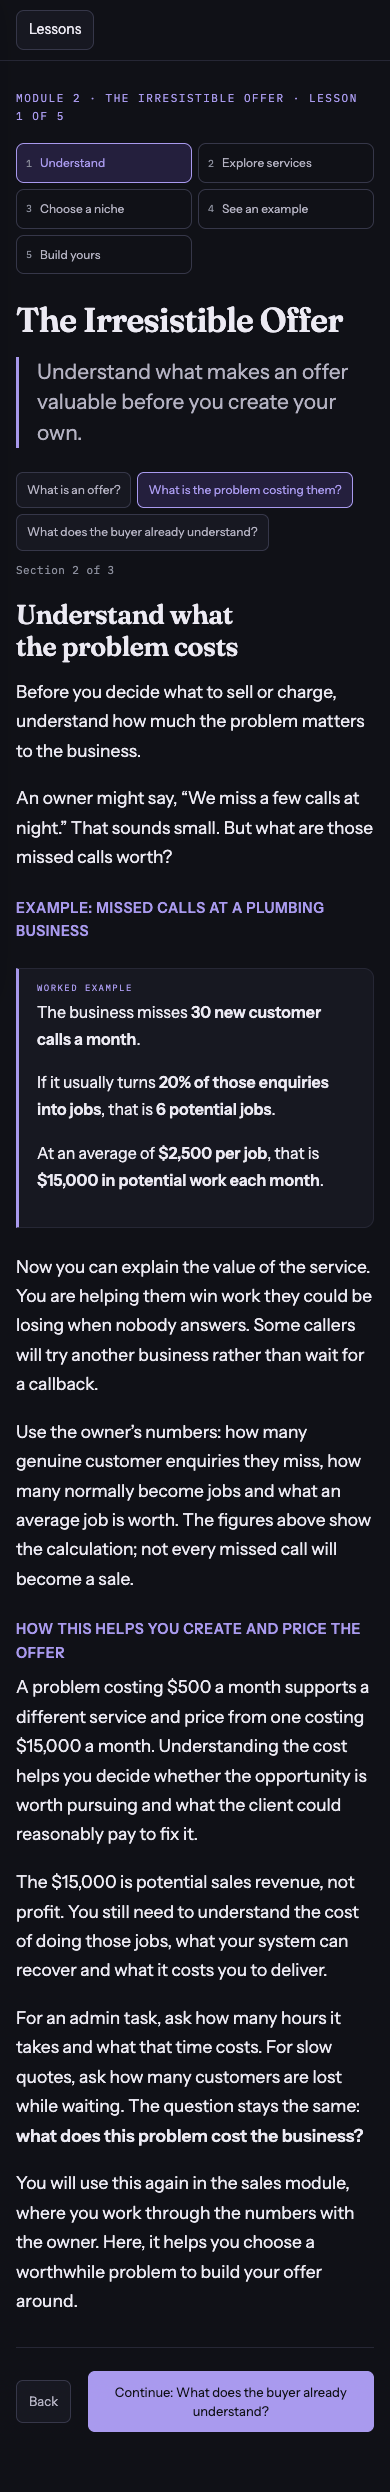 Lessons
MODULE 2 · THE IRRESISTIBLE OFFER · LESSON
1 OF 5
1 Understand
2 Explore services
3 Choose a niche
4 See an example
5 Build yours
The Irresistible Offer
Understand what makes an offer
valuable before you create your
own.
What is an offer?
What is the problem costing them?
What does the buyer already understand?
Section 2 of 3
Understand what
the problem costs
Before you decide what to sell or charge,
understand how much the problem matters
to the business.
An owner might say, “We miss a few calls at
night.” That sounds small. But what are those
missed calls worth?
EXAMPLE: MISSED CALLS AT A PLUMBING
BUSINESS
WORKED EXAMPLE
The business misses 30 new customer
calls a month.
If it usually turns 20% of those enquiries
into jobs, that is 6 potential jobs.
At an average of $2,500 per job, that is
$15,000 in potential work each month.
Now you can explain the value of the service.
You are helping them win work they could be
losing when nobody answers. Some callers
will try another business rather than wait for
a callback.
Use the owner’s numbers: how many
genuine customer enquiries they miss, how
many normally become jobs and what an
average job is worth. The figures above show
the calculation; not every missed call will
become a sale.
HOW THIS HELPS YOU CREATE AND PRICE THE
OFFER
A problem costing $500 a month supports a
different service and price from one costing
$15,000 a month. Understanding the cost
helps you decide whether the opportunity is
worth pursuing and what the client could
reasonably pay to fix it.
The $15,000 is potential sales revenue, not
profit. You still need to understand the cost
of doing those jobs, what your system can
recover and what it costs you to deliver.
For an admin task, ask how many hours it
takes and what that time costs. For slow
quotes, ask how many customers are lost
while waiting. The question stays the same:
what does this problem cost the business?
You will use this again in the sales module,
where you work through the numbers with
the owner. Here, it helps you choose a
worthwhile problem to build your offer
around.
Back
Continue: What does the buyer already
understand?